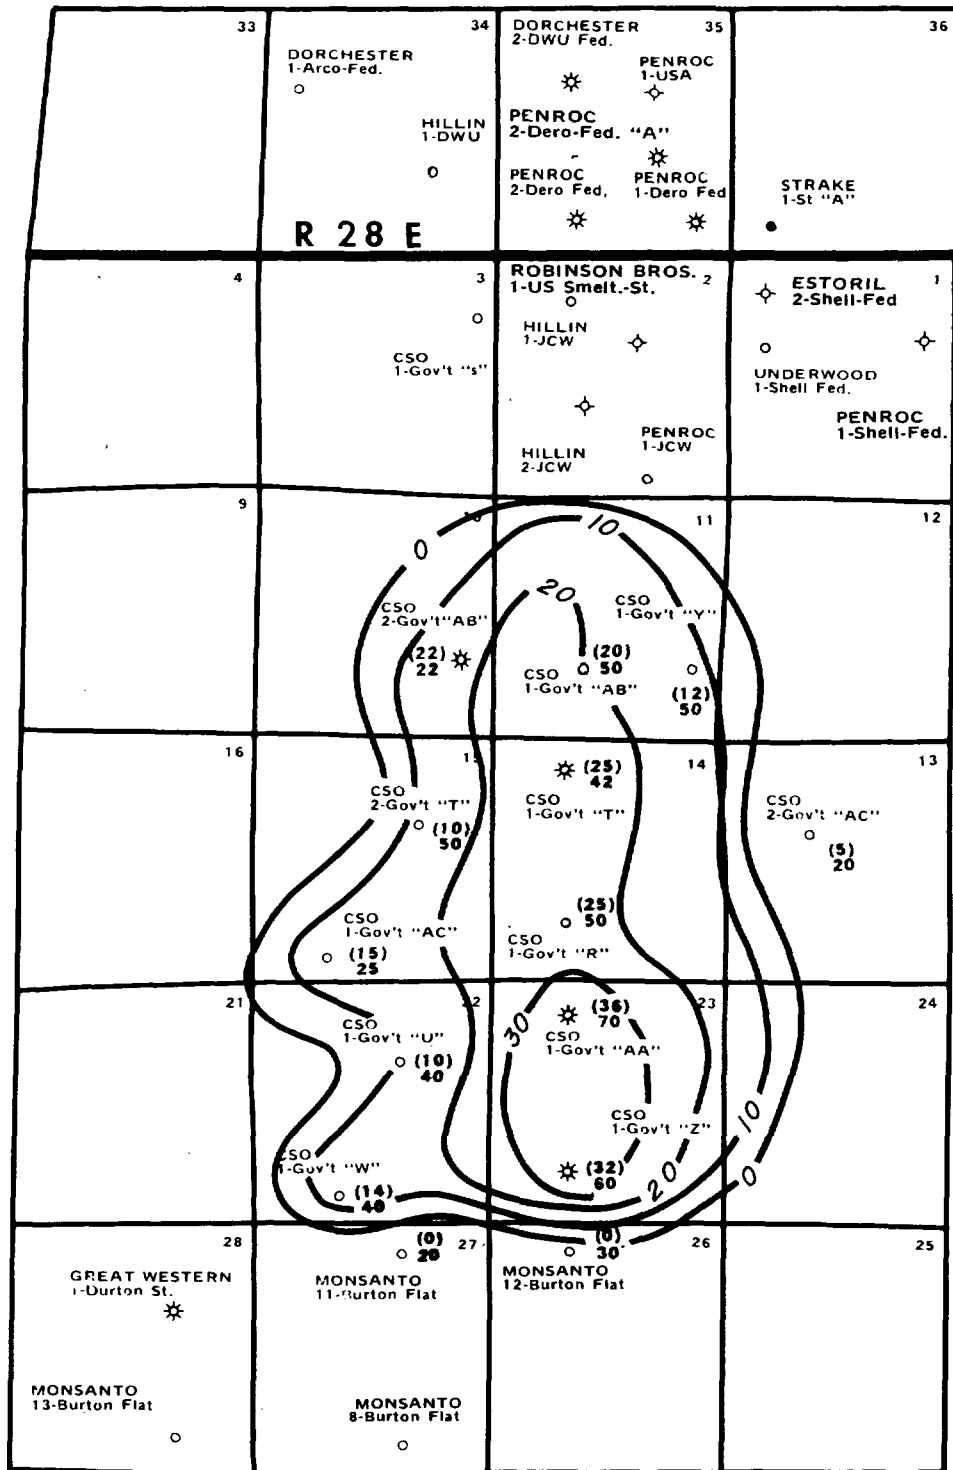 33
34
35
36
DORCHESTER
1-Arco-Fed.
HILLIN
1-DWU
DORCHESTER
2-DWU Fed.
PENROC
1-USA
PENROC
2-Dero-Fed. "A"
PENROC
2-Dero Fed,
PENROC
1-Dero Fed
STRAKE
1-St "A"
R 28 E
4
3
2
1
ROBINSON BROS.
1-US Smelt.-St.
ESTORIL
2-Shell-Fed
CSO
1-Gov't "s"
HILLIN
1-JCW
UNDERWOOD
1-Shell Fed.
PENROC
1-Shell-Fed.
HILLIN
2-JCW
PENROC
1-JCW
9
10
11
12
0
10
20
CSO
2-Gov't "AB"
(22)
22
CSO
1-Gov't "Y"
(12)
50
(20)
50
CSO
1-Gov't "AB"
16
15
14
13
(25)
42
CSO
1-Gov't "T"
CSO
2-Gov't "T"
(10)
50
CSO
2-Gov't "AC"
(5)
20
CSO
1-Gov't "AC"
(15)
25
(25)
50
CSO
1-Gov't "R"
21
22
23
24
30
(36)
70
CSO
1-Gov't "AA"
CSO
1-Gov't "U"
(10)
40
CSO
1-Gov't "Z"
(32)
60
CSO
1-Gov't "W"
(14)
40
10
20
0
28
27
26
25
(0)
20
MONSANTO
11-Burton Flat
(0)
30
MONSANTO
12-Burton Flat
GREAT WESTERN
1-Durton St.
MONSANTO
13-Burton Flat
MONSANTO
8-Burton Flat